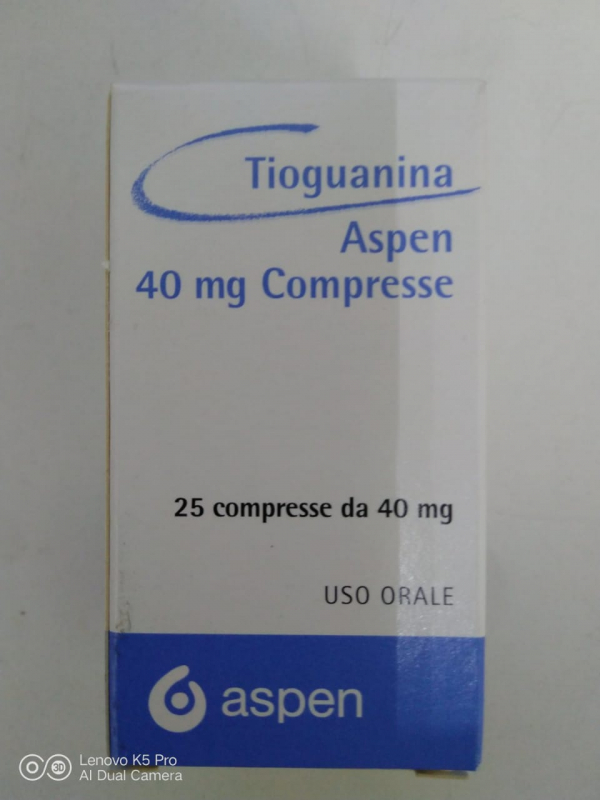 Tioguanina
Aspen
40 mg Compresse
25 compresse da 40 mg
USO ORALE
aspen
30
Lenovo K5 Pro
AI Dual Camera